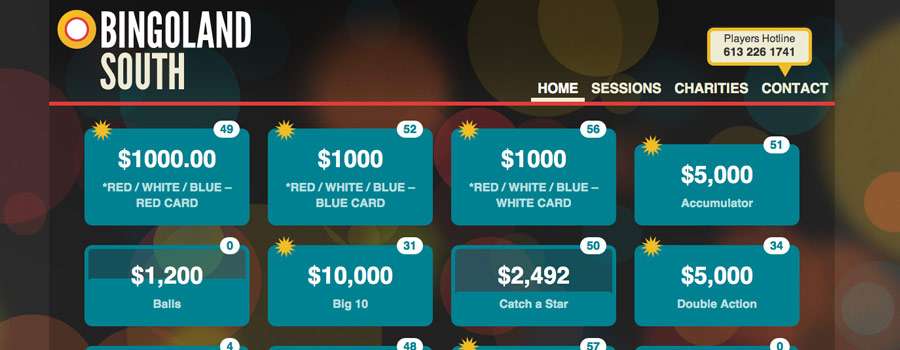 BINGOLAND
SOUTH
Players Hotline
613 226 1741
HOME SESSIONS CHARITIES CONTACT
49
$1000.00
*RED / WHITE / BLUE –
RED CARD
52
$1000
*RED / WHITE / BLUE –
BLUE CARD
56
$1000
*RED / WHITE / BLUE –
WHITE CARD
51
$5,000
Accumulator
0
$1,200
Balls
31
$10,000
Big 10
50
$2,492
Catch a Star
34
$5,000
Double Action
4
48
57
0